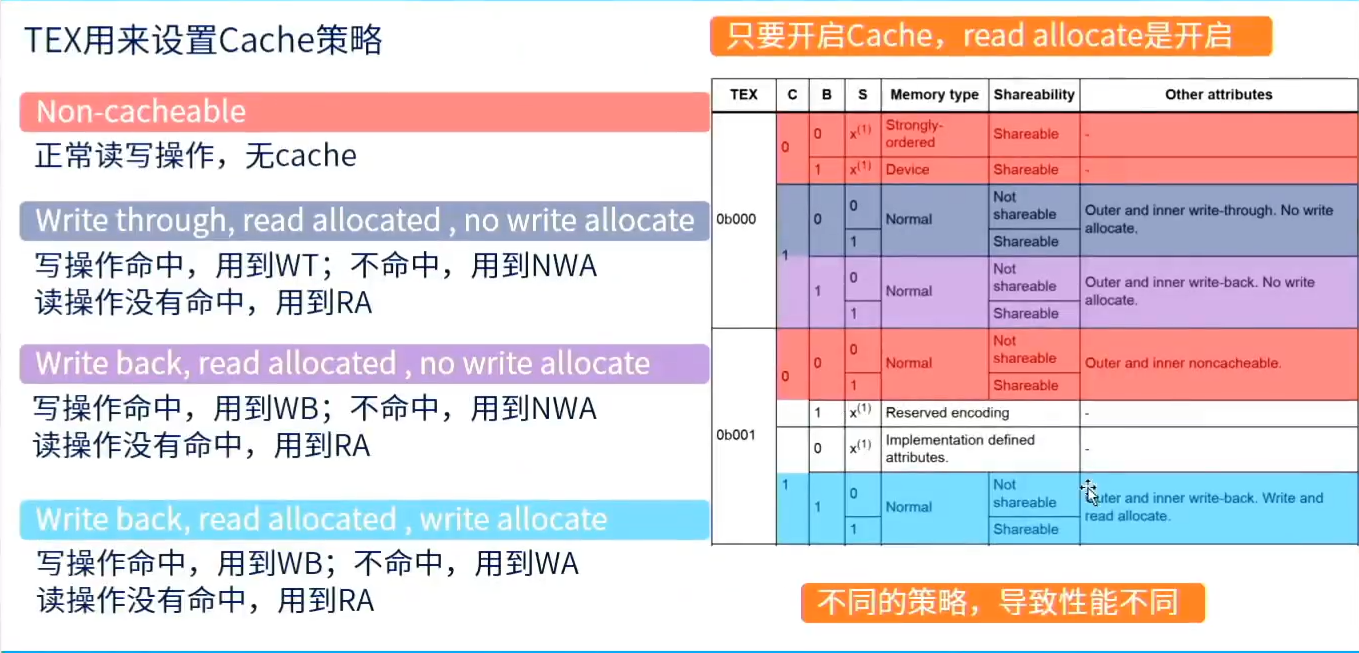 TEX用来设置Cache策略
Non-cacheable
正常读写操作，无cache
Write through, read allocated , no write allocate
写操作命中，用到WT；不命中，用到NWA
读操作没有命中，用到RA
Write back, read allocated , no write allocate
写操作命中，用到WB；不命中，用到NWA
读操作没有命中，用到RA
Write back, read allocated , write allocate
写操作命中，用到WB；不命中，用到WA
读操作没有命中，用到RA
只要开启Cache，read allocate是开启
TEX C B S Memory type Shareability Other attributes
0b000
0 0 x(1) Strongly-
ordered Shareable -
1 x(1) Device Shareable -
1 0 0 Normal Not
shareable Outer and inner write-through. No write
allocate.
1 Shareable
1 0 Normal Not
shareable Outer and inner write-back. No write
allocate.
1 Shareable
0b001
0 0 0 Normal Not
shareable Outer and inner noncacheable.
1 Shareable
1 x(1) Reserved encoding -
0 x(1) Implementation defined
attributes. -
1 1 0 Normal Not
shareable Outer and inner write-back. Write and
read allocate.
1 Shareable
不同的策略，导致性能不同